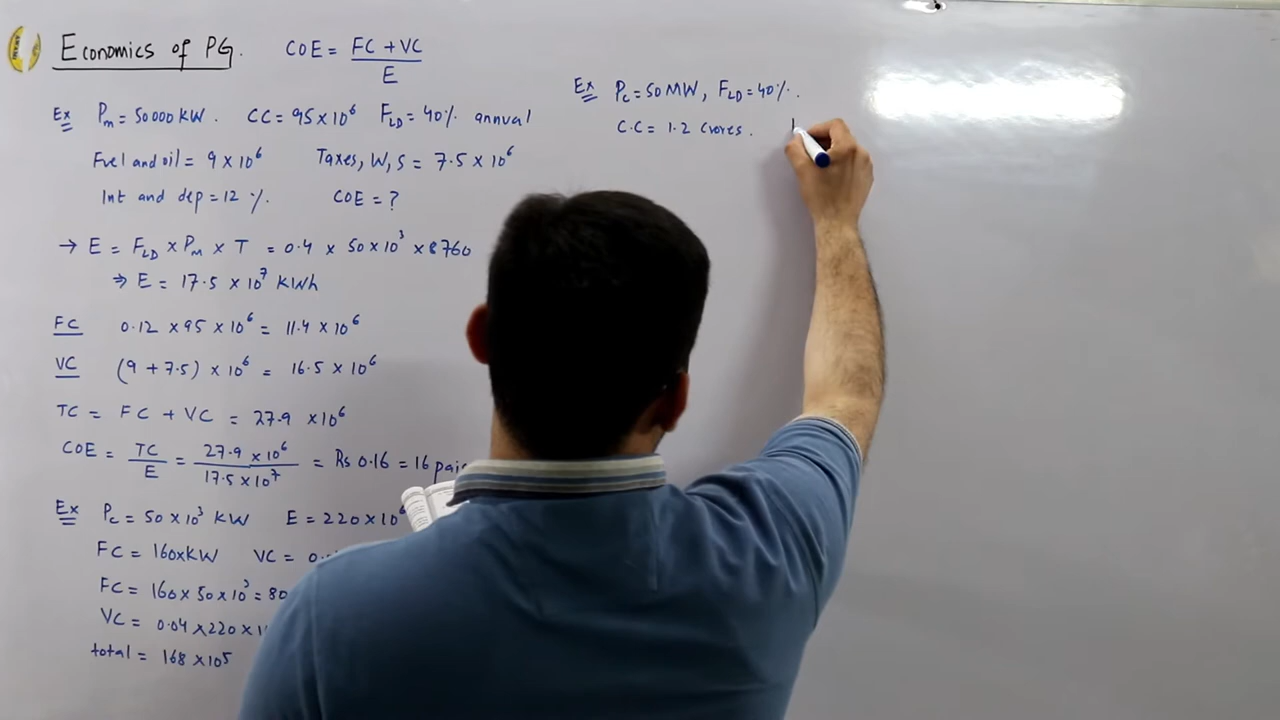 Economics of PG. COE = FC + VC / E
Ex Pm = 50000 KW. CC = 95 x 10^6 FLD = 40% annual
Fuel and oil = 9 x 10^6 Taxes, W, S = 7.5 x 10^6
Int and dep = 12 %. COE = ?
→ E = FLD x Pm x T = 0.4 x 50 x 10^3 x 8760
⇒ E = 17.5 x 10^7 KWh
FC 0.12 x 95 x 10^6 = 11.4 x 10^6
VC (9 + 7.5) x 10^6 = 16.5 x 10^6
TC = FC + VC = 27.9 x 10^6
COE = TC / E = 27.9 x 10^6 / 17.5 x 10^7 = Rs 0.16 = 16
Ex Pc = 50 x 10^3 KW E = 220 x 10^6
FC = 160xKW VC = 0.
FC = 160 x 50 x 10^3 = 80
VC = 0.04 x 220 x 1
total = 168 x 10^5
Ex Pc = 50 MW, FLD = 40%.
C.C = 1.2 Crores.